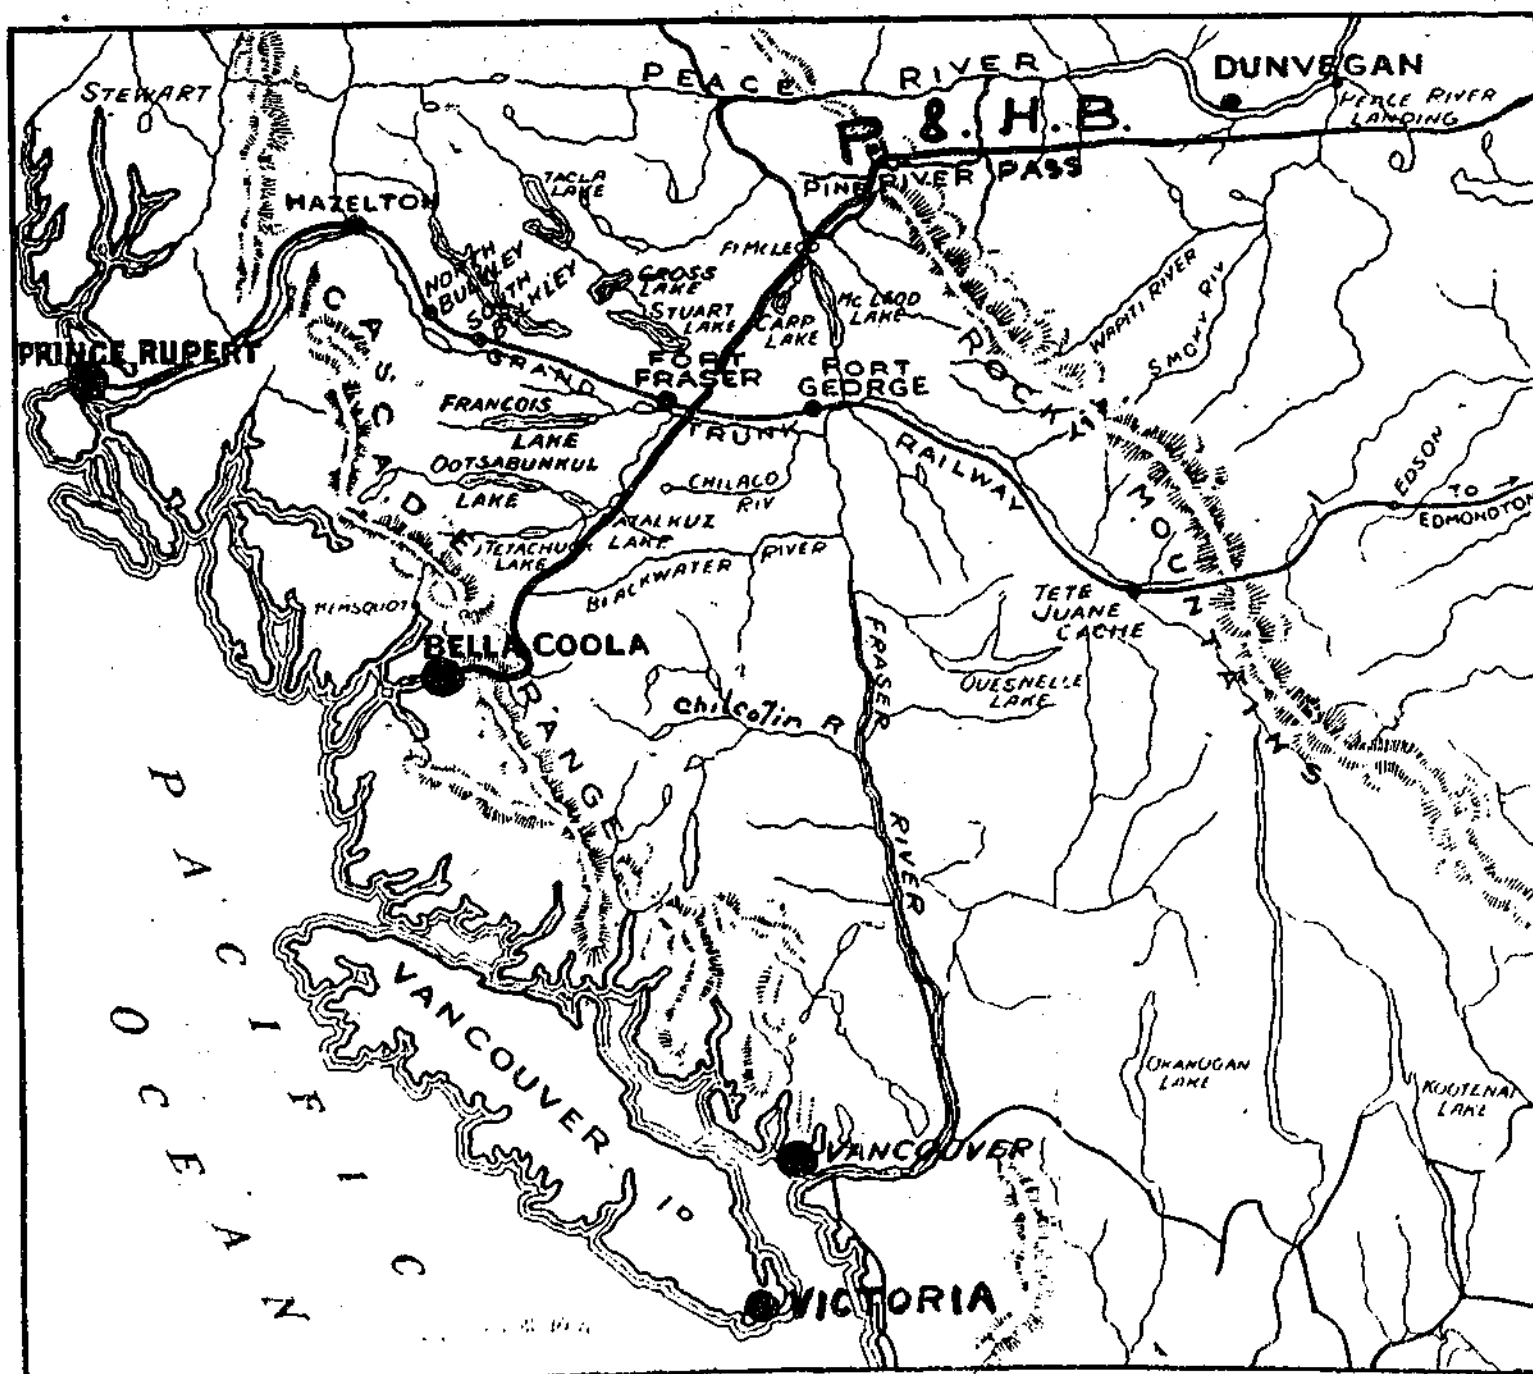 PEACE RIVER
DUNVEGAN
STEWART
PEACE RIVER
LANDING
P. & H. B.
PINE RIVER PASS
TACLA
LAKE
HAZELTON
FT MCLEOD
NORTH
BULKLEY
SOUTH
BULKLEY
CROSS
LAKE
STUART
LAKE
CARP
LAKE
MCLEOD
LAKE
WAPITI RIVER
SMOKY RIV
PRINCE RUPERT
CASCADE RANGE
ROCKY MOUNTAINS
GRAND TRUNK RAILWAY
FORT
FRASER
FORT
GEORGE
FRANCOIS
LAKE
OOTSABUNKUL
LAKE
CHILACO
RIV
EDSON
TO
EDMONDTON
NATALKUZ
LAKE
TETACHUCK
LAKE
BLACKWATER RIVER
KEMSQUOT
TETE
JUANE
CACHE
BELLA COOLA
FRASER RIVER
QUESNELLE
LAKE
Chilcotin R
PACIFIC
OCEAN
VANCOUVER ID
OKANUGAN
LAKE
KOOTENAI
LAKE
VANCOUVER
VICTORIA